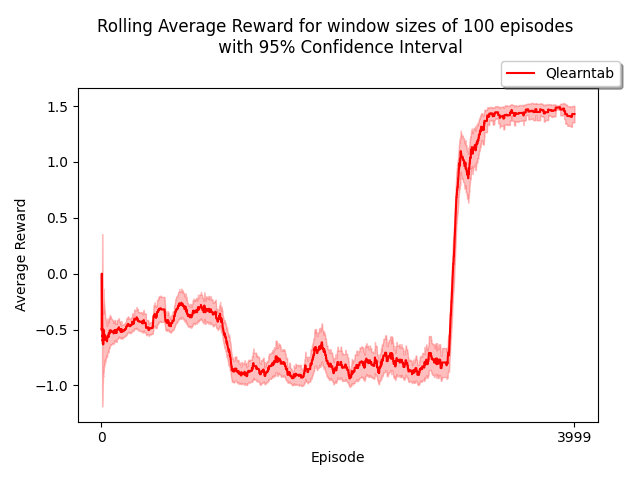 Rolling Average Reward for window sizes of 100 episodes
with 95% Confidence Interval
Qlearntab
1.5
1.0
0.5
0.0
−0.5
−1.0
Average Reward
0
3999
Episode